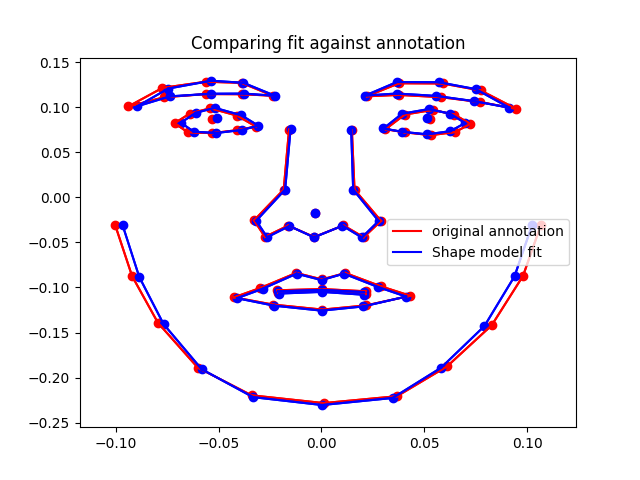 Comparing fit against annotation
0.15
0.10
0.05
0.00
−0.05
−0.10
−0.15
−0.20
−0.25
original annotation
Shape model fit
−0.10 −0.05 0.00 0.05 0.10